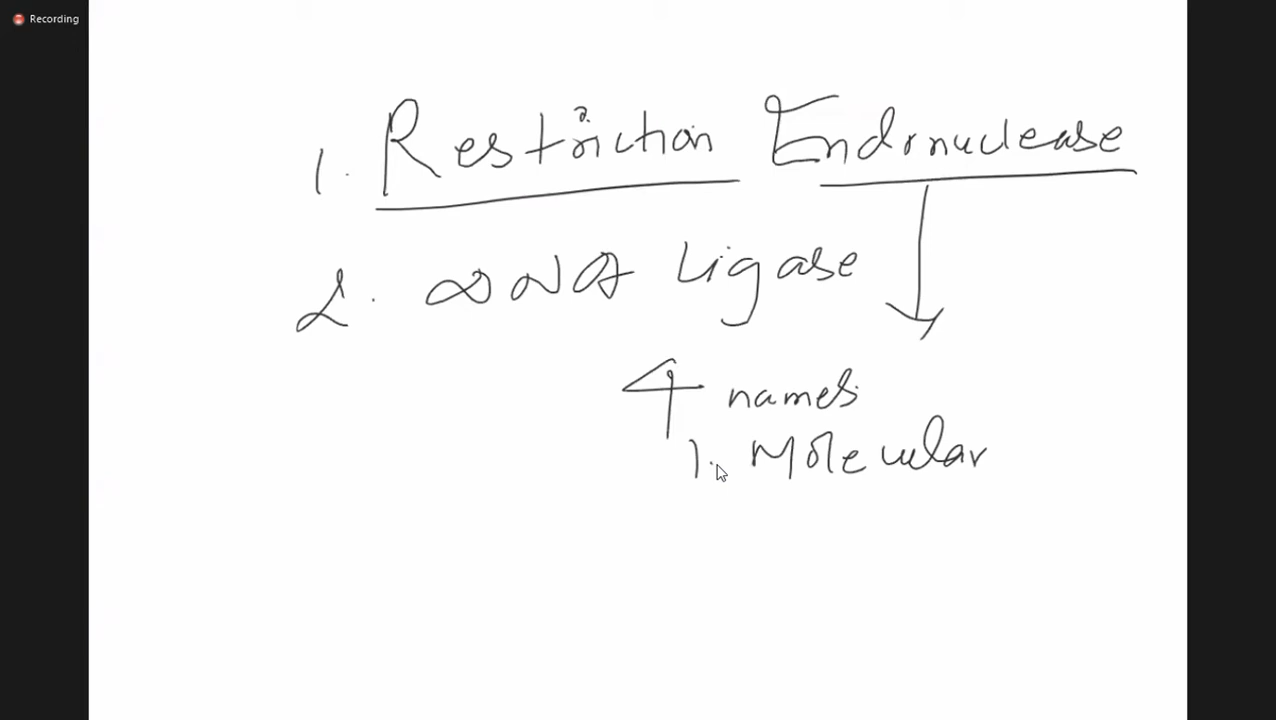 Recording
1. Restriction Endonuclease
2. DNA Ligase
4 names
1. Molecular